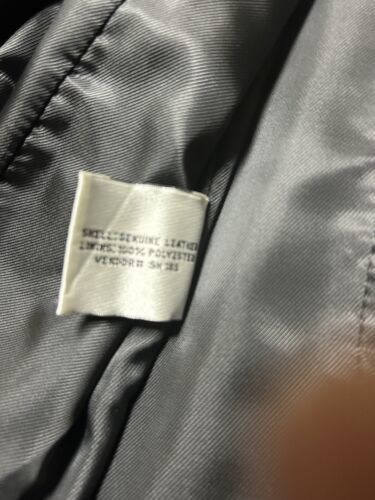 SHELL:GENUINE LEATHER
LINING:100% POLYESTER
VENDOR#